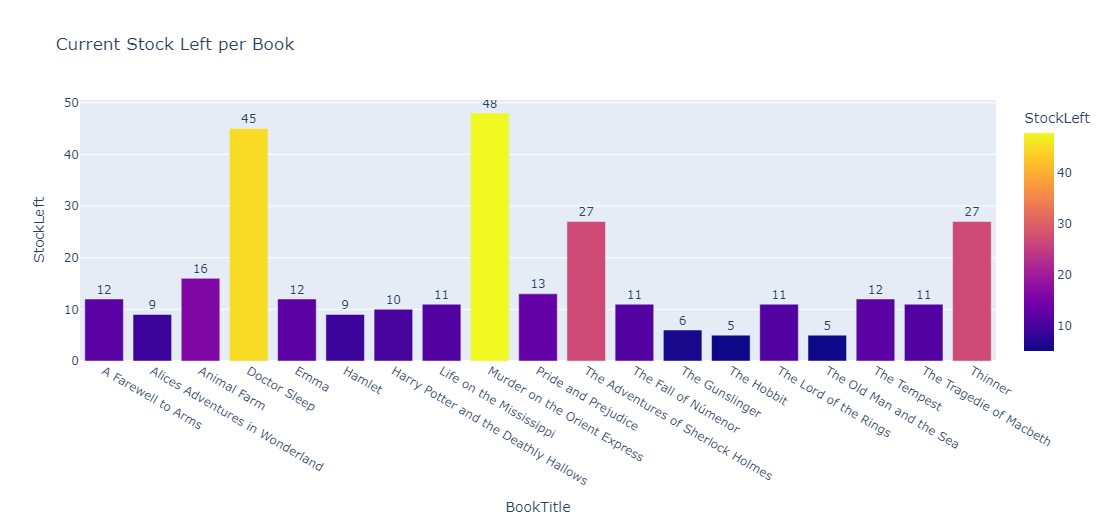 Current Stock Left per Book
StockLeft
50
40
30
20
10
0
StockLeft
40
30
20
10
12
9
16
45
12
9
10
11
48
13
27
11
6
5
11
5
12
11
27
A Farewell to Arms
Alices Adventures in Wonderland
Animal Farm
Doctor Sleep
Emma
Hamlet
Harry Potter and the Deathly Hallows
Life on the Mississippi
Murder on the Orient Express
Pride and Prejudice
The Adventures of Sherlock Holmes
The Fall of Númenor
The Gunslinger
The Hobbit
The Lord of the Rings
The Old Man and the Sea
The Tempest
The Tragedie of Macbeth
Thinner
BookTitle